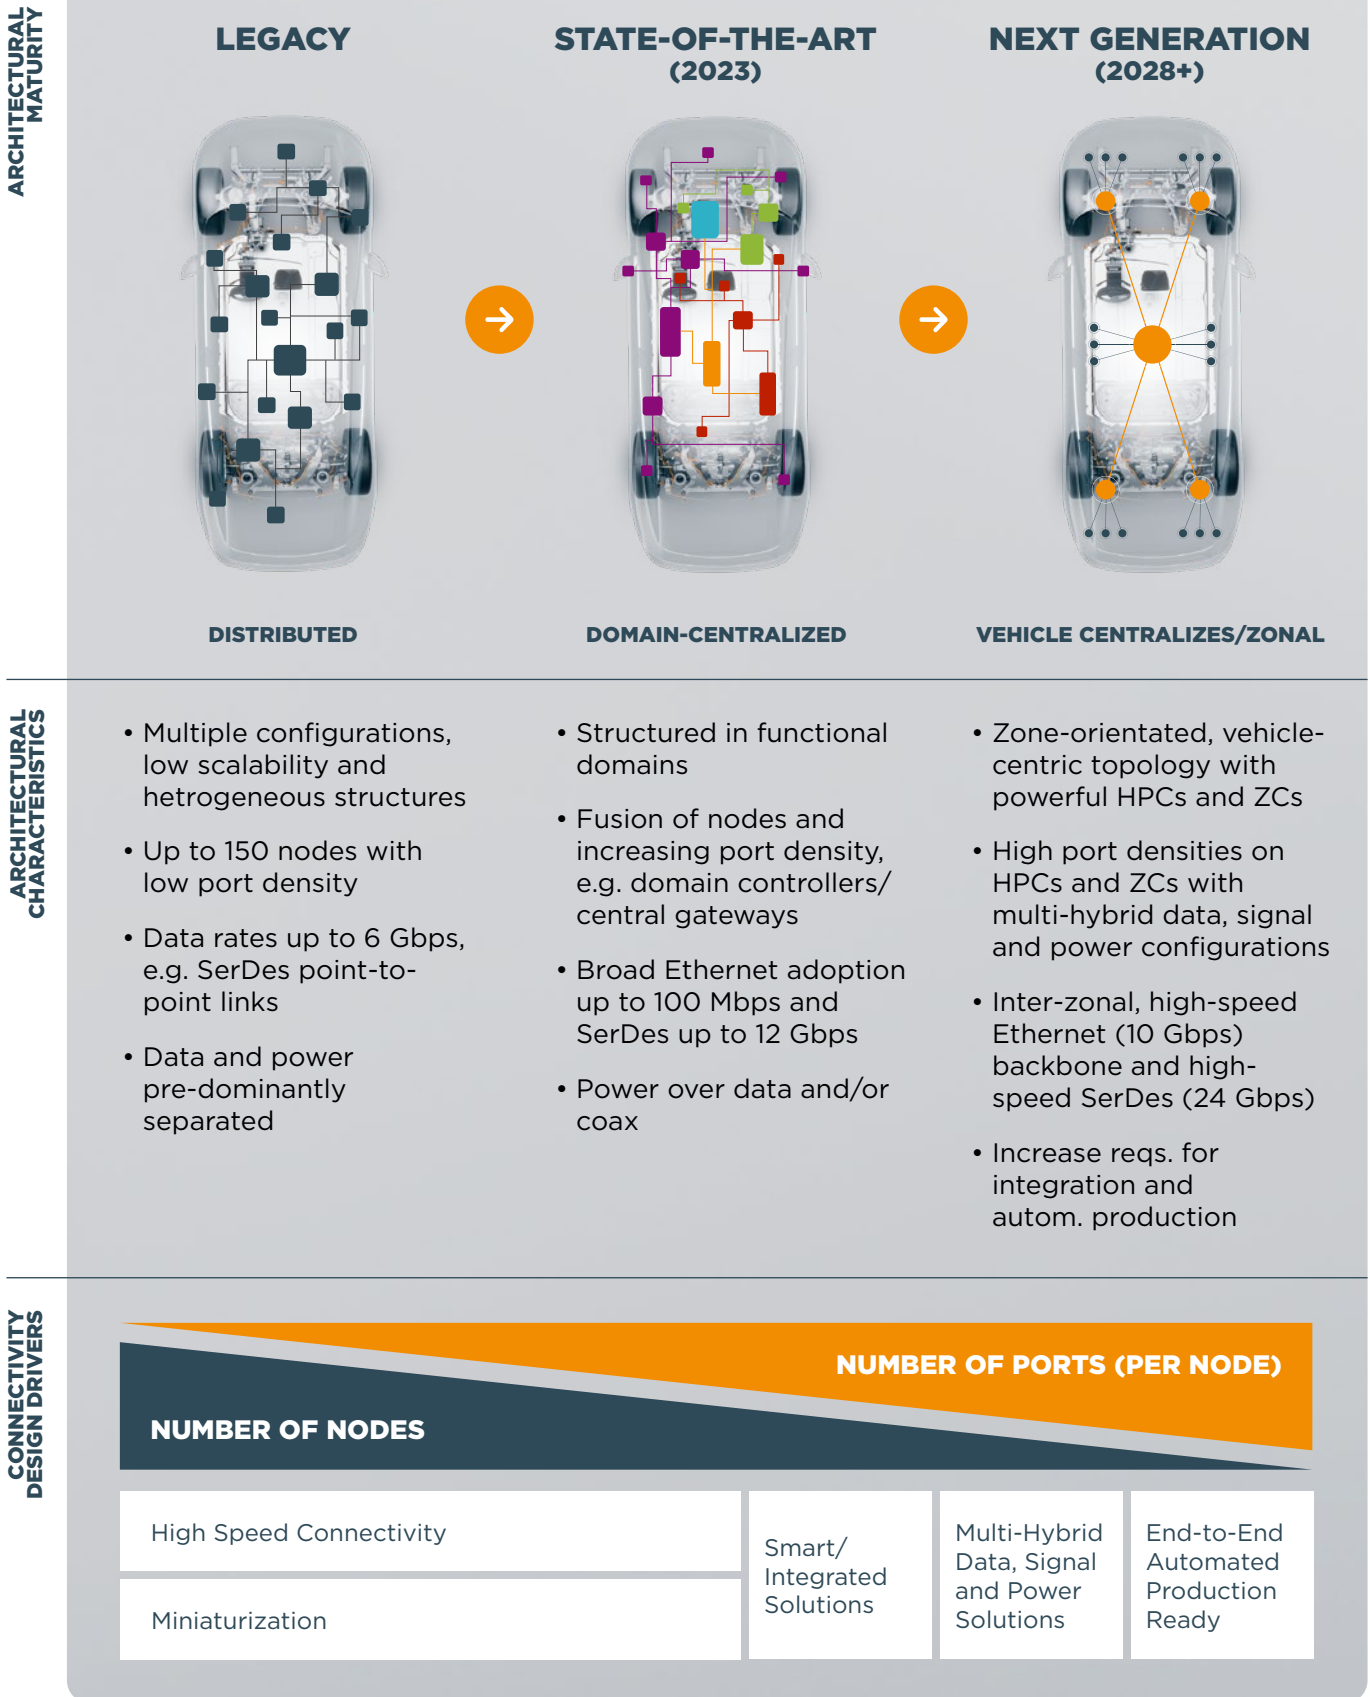 ARCHITECTURAL
MATURITY
LEGACY
STATE-OF-THE-ART
(2023)
NEXT GENERATION
(2028+)
DISTRIBUTED
DOMAIN-CENTRALIZED
VEHICLE CENTRALIZES/ZONAL
ARCHITECTURAL
CHARACTERISTICS
• Multiple configurations,
low scalability and
hetrogeneous structures
• Up to 150 nodes with
low port density
• Data rates up to 6 Gbps,
e.g. SerDes point-to-
point links
• Data and power
pre-dominantly
separated
• Structured in functional
domains
• Fusion of nodes and
increasing port density,
e.g. domain controllers/
central gateways
• Broad Ethernet adoption
up to 100 Mbps and
SerDes up to 12 Gbps
• Power over data and/or
coax
• Zone-orientated, vehicle-
centric topology with
powerful HPCs and ZCs
• High port densities on
HPCs and ZCs with
multi-hybrid data, signal
and power configurations
• Inter-zonal, high-speed
Ethernet (10 Gbps)
backbone and high-
speed SerDes (24 Gbps)
• Increase reqs. for
integration and
autom. production
CONNECTIVITY
DESIGN DRIVERS
NUMBER OF PORTS (PER NODE)
NUMBER OF NODES
High Speed Connectivity
Miniaturization
Smart/
Integrated
Solutions
Multi-Hybrid
Data, Signal
and Power
Solutions
End-to-End
Automated
Production
Ready